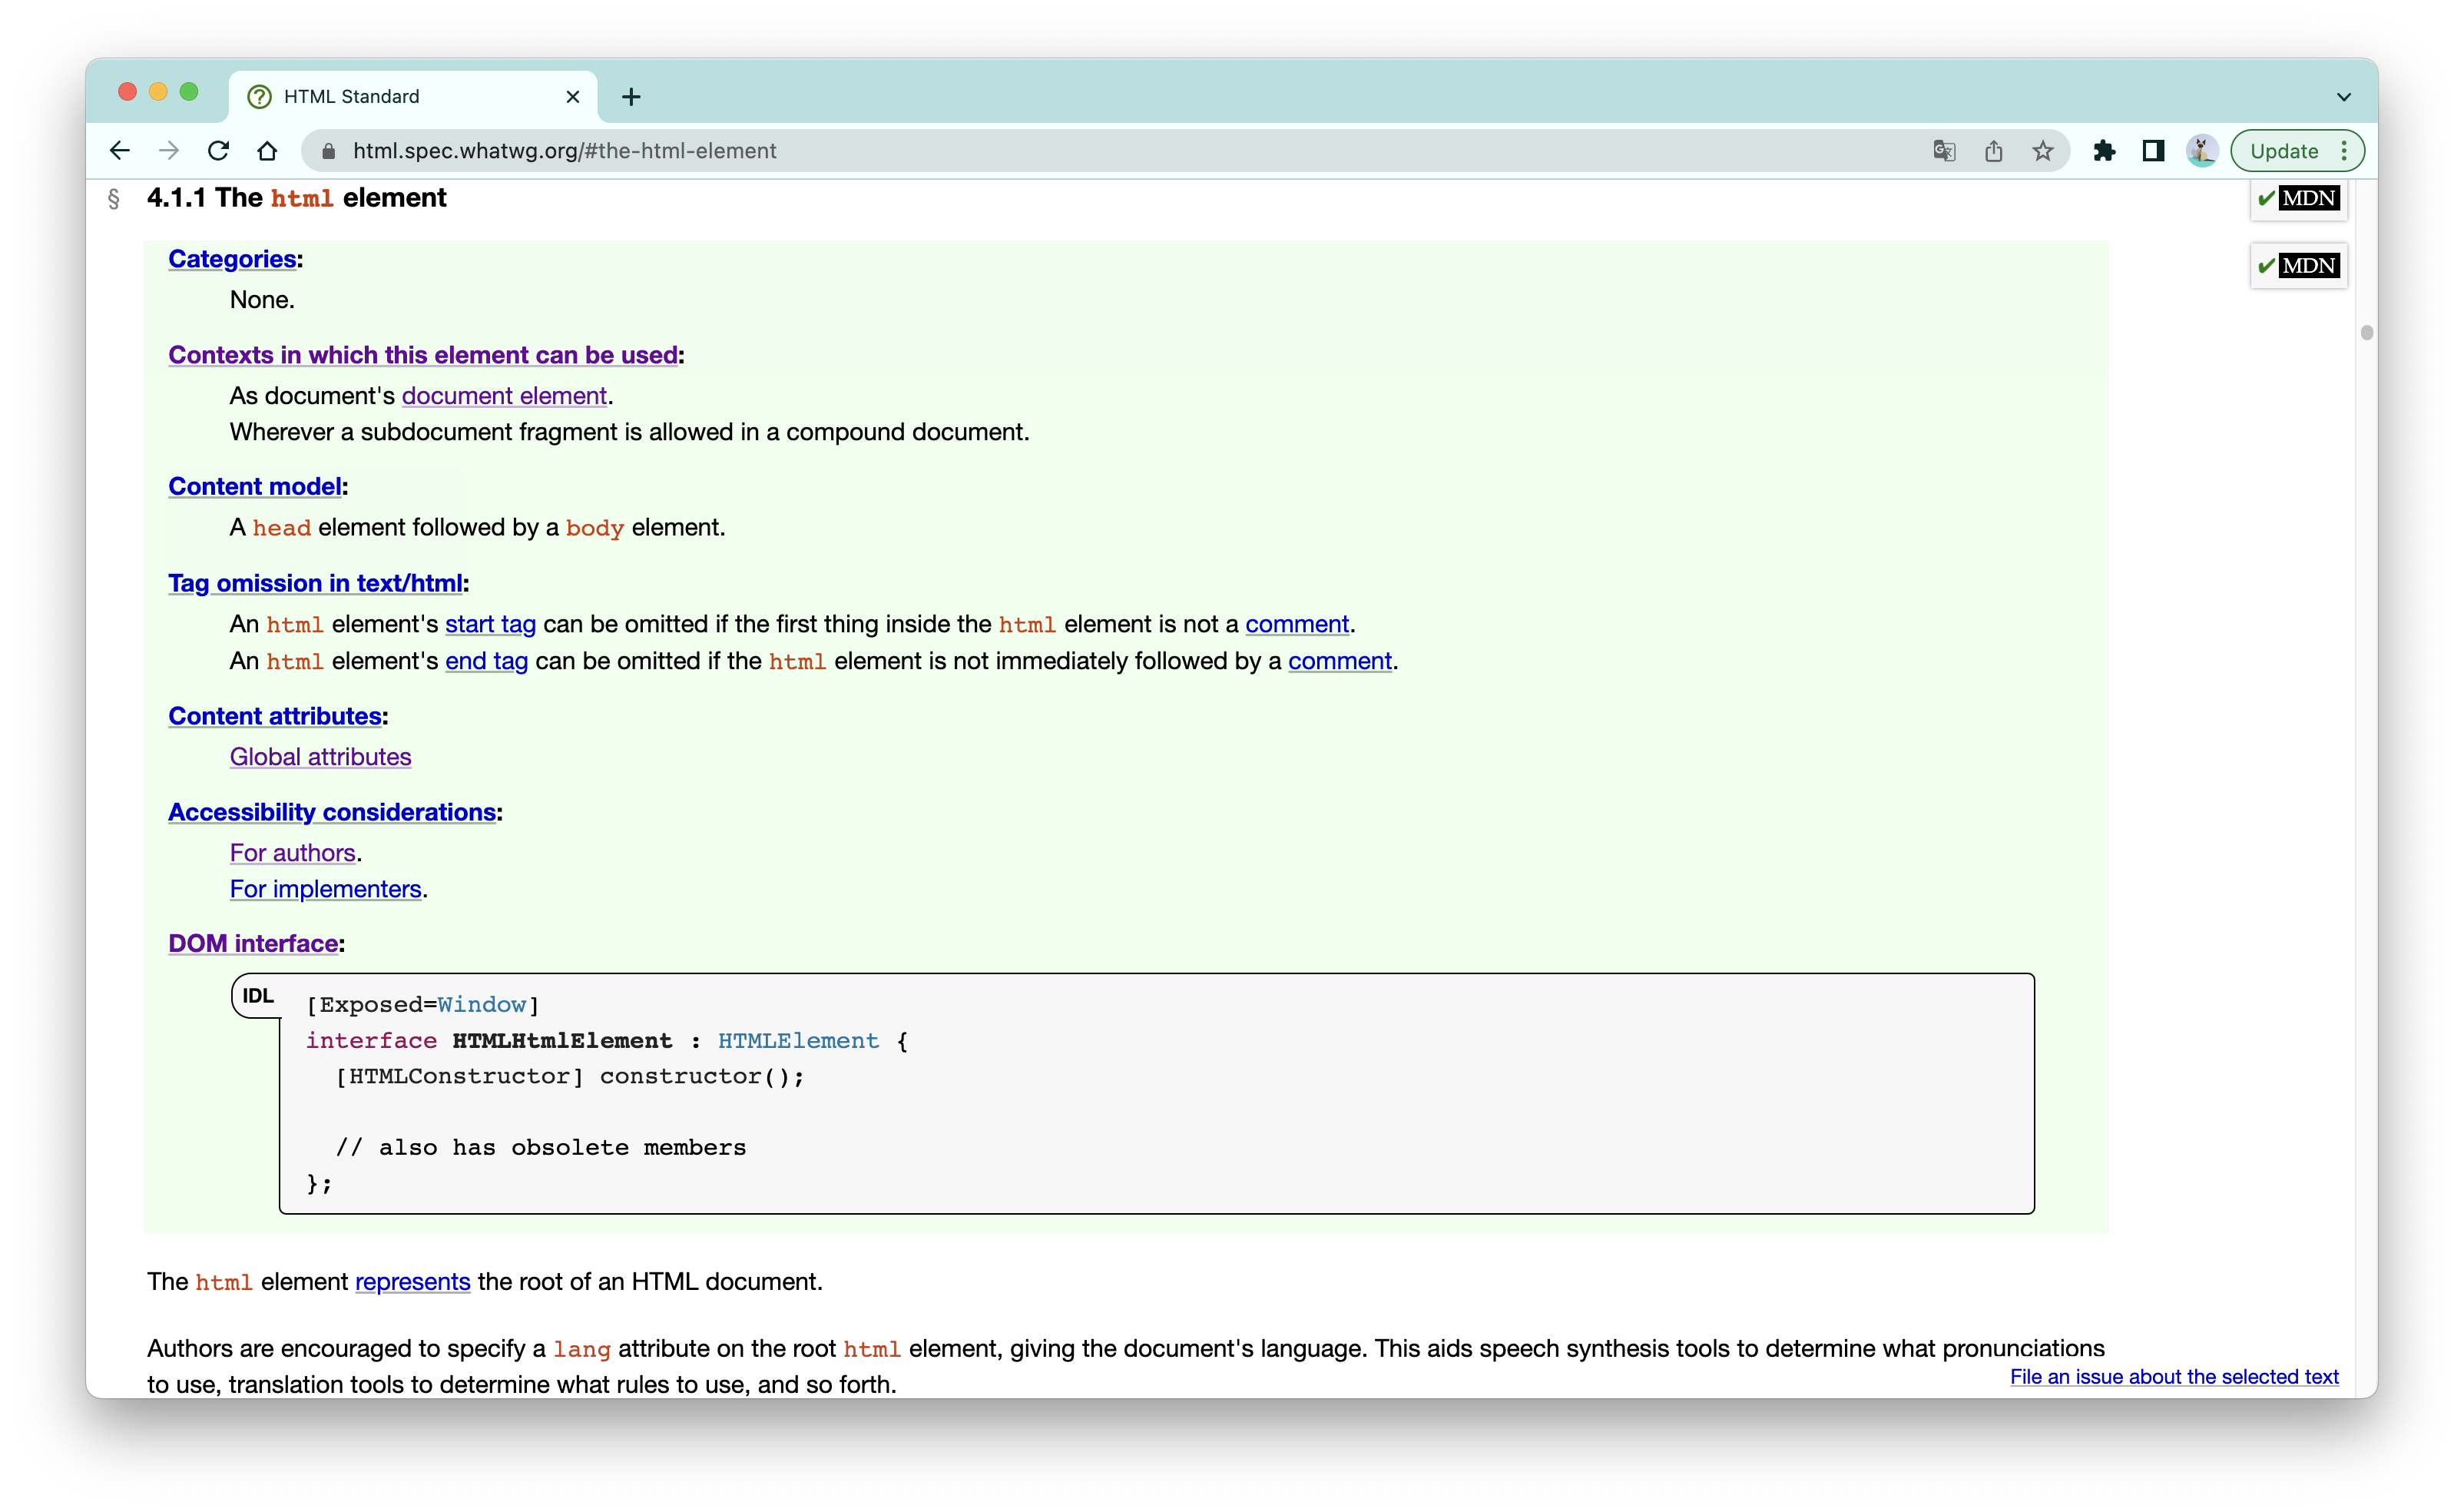 HTML Standard
html.spec.whatwg.org/#the-html-element
Update
§ 4.1.1 The html element
MDN
MDN
Categories:
None.
Contexts in which this element can be used:
As document's document element.
Wherever a subdocument fragment is allowed in a compound document.
Content model:
A head element followed by a body element.
Tag omission in text/html:
An html element's start tag can be omitted if the first thing inside the html element is not a comment.
An html element's end tag can be omitted if the html element is not immediately followed by a comment.
Content attributes:
Global attributes
Accessibility considerations:
For authors.
For implementers.
DOM interface:
IDL
[Exposed=Window]
interface HTMLHtmlElement : HTMLElement {
[HTMLConstructor] constructor();
// also has obsolete members
};
The html element represents the root of an HTML document.
Authors are encouraged to specify a lang attribute on the root html element, giving the document's language. This aids speech synthesis tools to determine what pronunciations
to use, translation tools to determine what rules to use, and so forth.
File an issue about the selected text